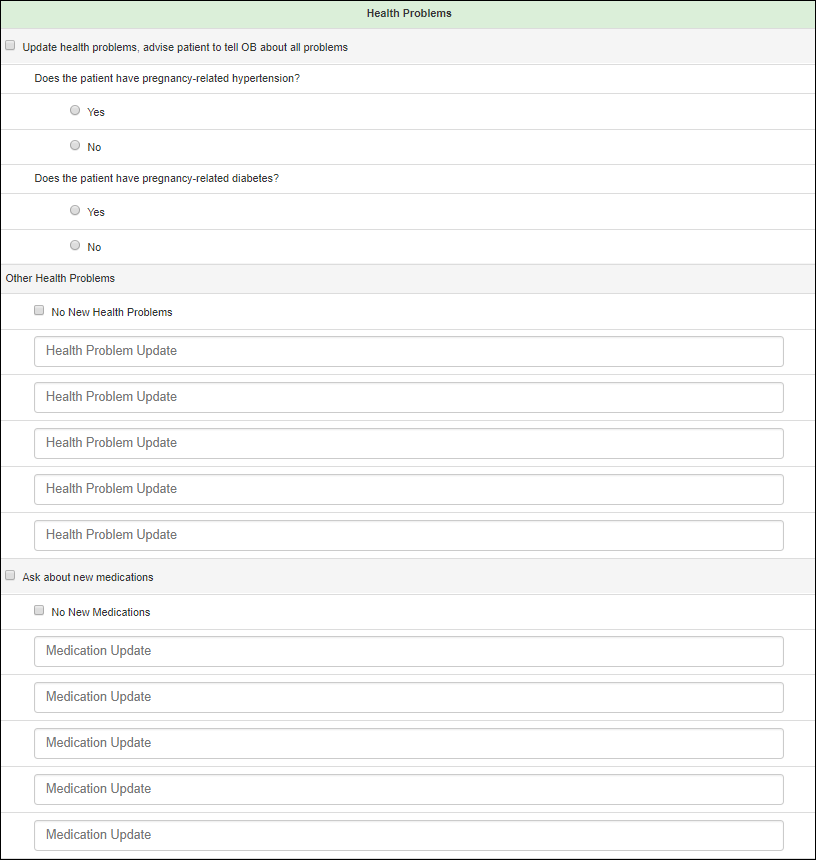 Health Problems
Update health problems, advise patient to tell OB about all problems
Does the patient have pregnancy-related hypertension?
Yes
No
Does the patient have pregnancy-related diabetes?
Yes
No
Other Health Problems
No New Health Problems
Health Problem Update
Health Problem Update
Health Problem Update
Health Problem Update
Health Problem Update
Ask about new medications
No New Medications
Medication Update
Medication Update
Medication Update
Medication Update
Medication Update